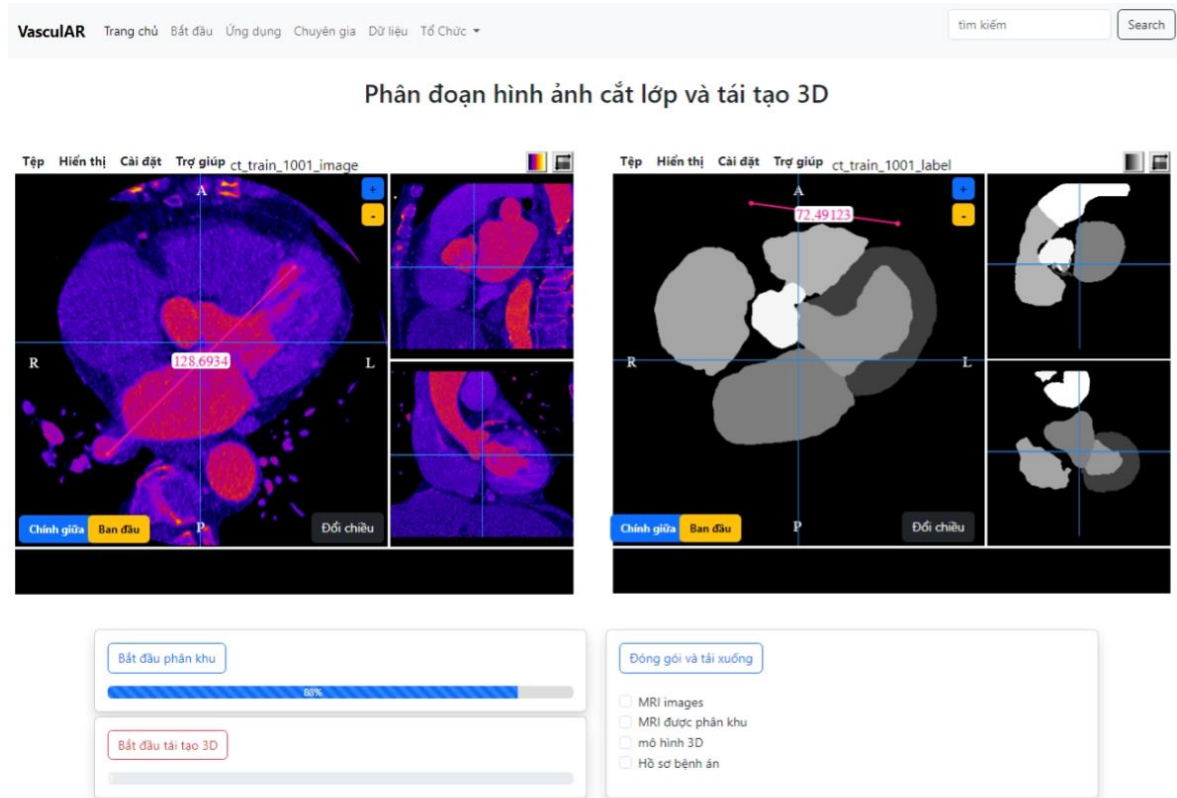 VasculAR Trang chủ Bắt đầu Ứng dụng Chuyên gia Dữ liệu Tổ Chức tìm kiếm Search
Phân đoạn hình ảnh cắt lớp và tái tạo 3D
Tệp Hiển thị Cài đặt Trợ giúp ct_train_1001_image
A
+
-
R
128,6934
L
Chính giữa Ban đầu P Đối chiều
Tệp Hiển thị Cài đặt Trợ giúp ct_train_1001_label
A
+
72,49123
-
R
L
Chính giữa Ban đầu P Đối chiều
Bắt đầu phân khu
88%
Bắt đầu tái tạo 3D
Đóng gói và tải xuống
MRI images
MRI được phân khu
mô hình 3D
Hồ sơ bệnh án